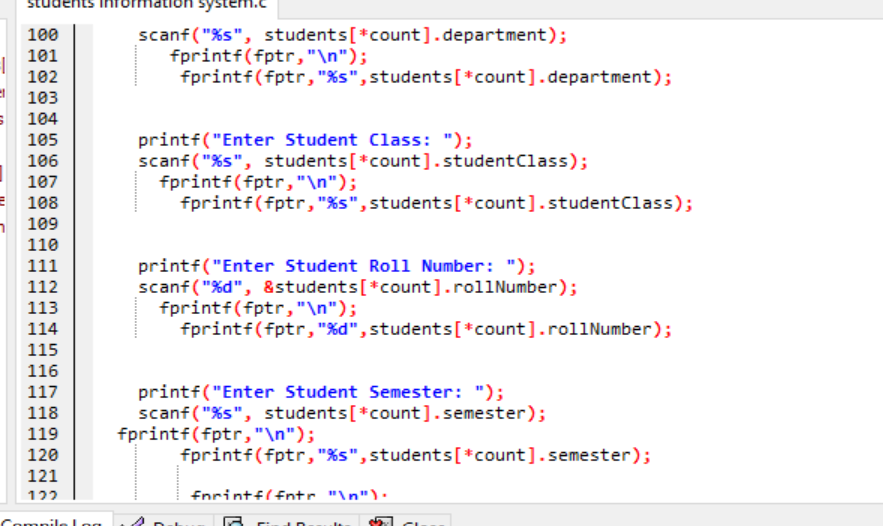 students information system.c
100 scanf("%s", students[*count].department);
101 fprintf(fptr,"\n");
102 fprintf(fptr,"%s",students[*count].department);
103
104
105 printf("Enter Student Class: ");
106 scanf("%s", students[*count].studentClass);
107 fprintf(fptr,"\n");
108 fprintf(fptr,"%s",students[*count].studentClass);
109
110
111 printf("Enter Student Roll Number: ");
112 scanf("%d", &students[*count].rollNumber);
113 fprintf(fptr,"\n");
114 fprintf(fptr,"%d",students[*count].rollNumber);
115
116
117 printf("Enter Student Semester: ");
118 scanf("%s", students[*count].semester);
119 fprintf(fptr,"\n");
120 fprintf(fptr,"%s",students[*count].semester);
121
122 fprintf(fptr,"\n");
Compile Log Debug Find Results Close